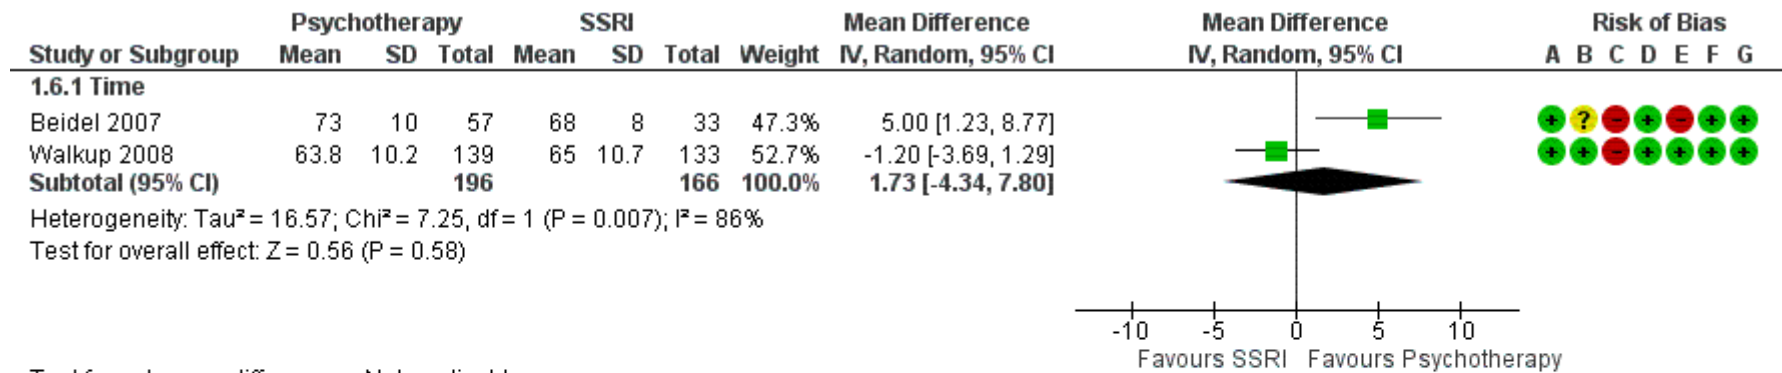 Psychotherapy SSRI Mean Difference Mean Difference Risk of Bias
Study or Subgroup Mean SD Total Mean SD Total Weight IV, Random, 95% CI IV, Random, 95% CI A B C D E F G
1.6.1 Time
Beidel 2007 73 10 57 68 8 33 47.3% 5.00 [1.23, 8.77] + ? - + - + +
Walkup 2008 63.8 10.2 139 65 10.7 133 52.7% -1.20 [-3.69, 1.29] + + - + + + +
Subtotal (95% CI) 196 166 100.0% 1.73 [-4.34, 7.80]
Heterogeneity: Tau² = 16.57; Chi² = 7.25, df = 1 (P = 0.007); I² = 86%
Test for overall effect: Z = 0.56 (P = 0.58)
-10 -5 0 5 10
Favours SSRI Favours Psychotherapy